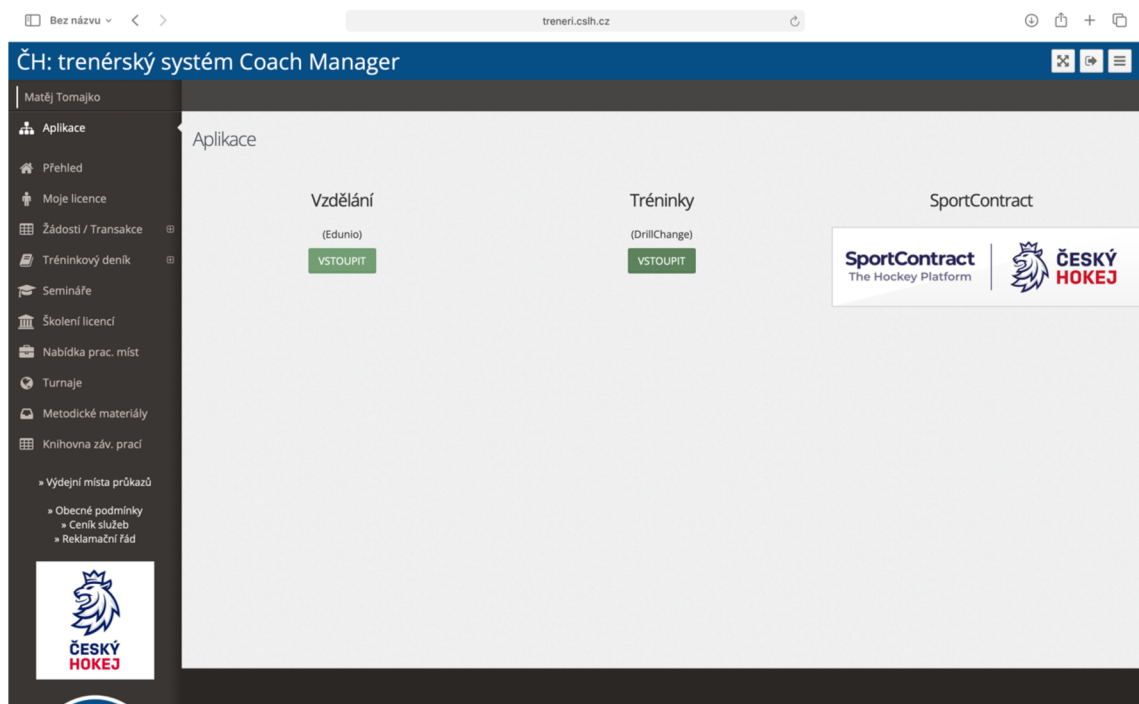 Bez názvu
treneri.cslh.cz
ČH: trenérský systém Coach Manager
Matěj Tomajko
Aplikace
Přehled
Moje licence
Žádosti / Transakce
Tréninkový deník
Semináře
Školení licencí
Nabídka prac. míst
Turnaje
Metodické materiály
Knihovna záv. prací
» Výdejní místa průkazů
» Obecné podmínky
» Ceník služeb
» Reklamační řád
ČESKÝ
HOKEJ
Aplikace
Vzdělání
(Edunio)
VSTOUPIT
Tréninky
(DrillChange)
VSTOUPIT
SportContract
SportContract
The Hockey Platform
ČESKÝ
HOKEJ